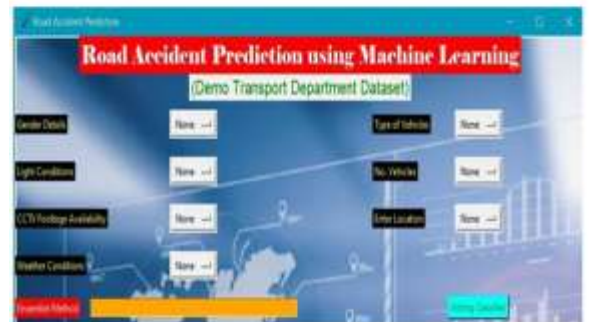 Road Accident Prediction
Road Accident Prediction using Machine Learning
(Demo Transport Department Dataset)
Gender Details None Type of Vehicles None
Light Conditions None No. Vehicles None
CCTV Footage Availability None Enter Location None
Weather Conditions None
Ensemble Method